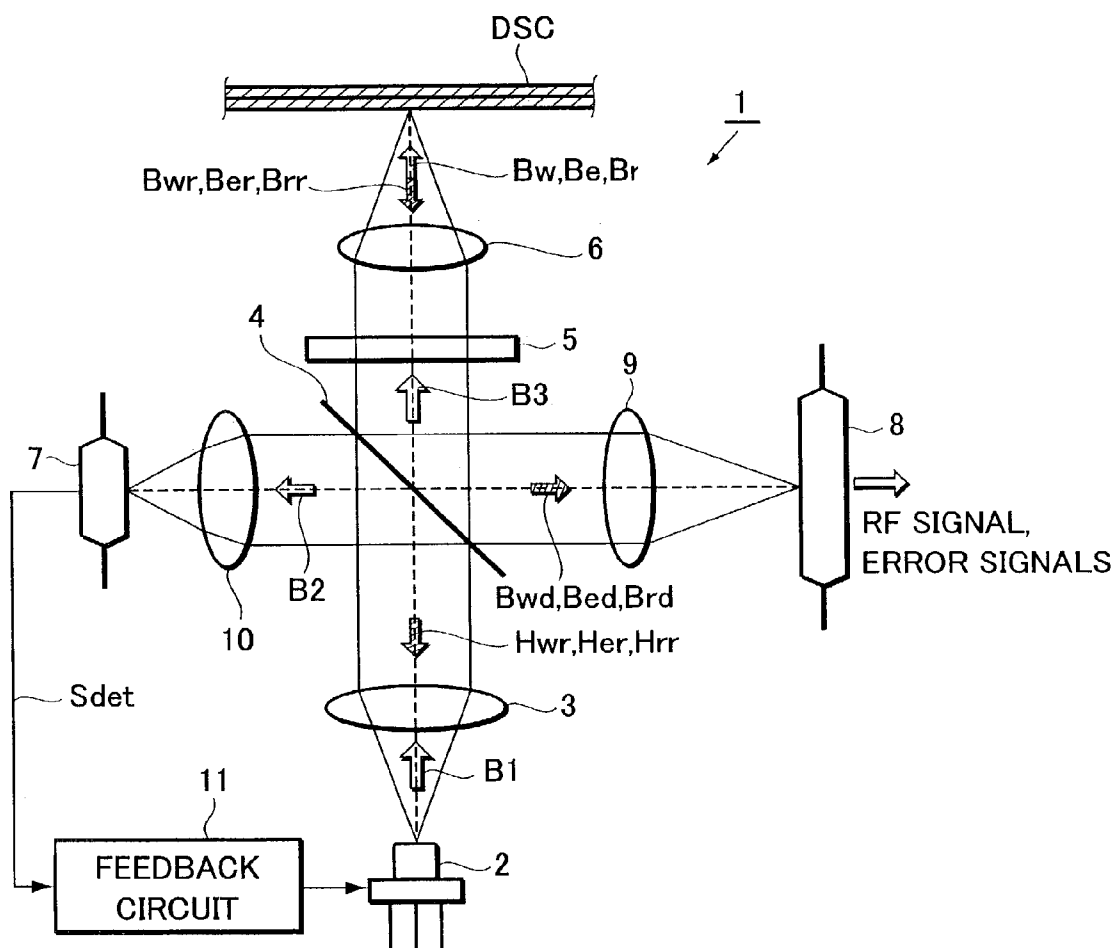 DSC
1
Bwr,Ber,Brr
Bw,Be,Br
6
4
5
B3
9
8
7
B2
10
RF SIGNAL,
ERROR SIGNALS
Bwd,Bed,Brd
Hwr,Her,Hrr
Sdet
3
B1
11
FEEDBACK
CIRCUIT
2